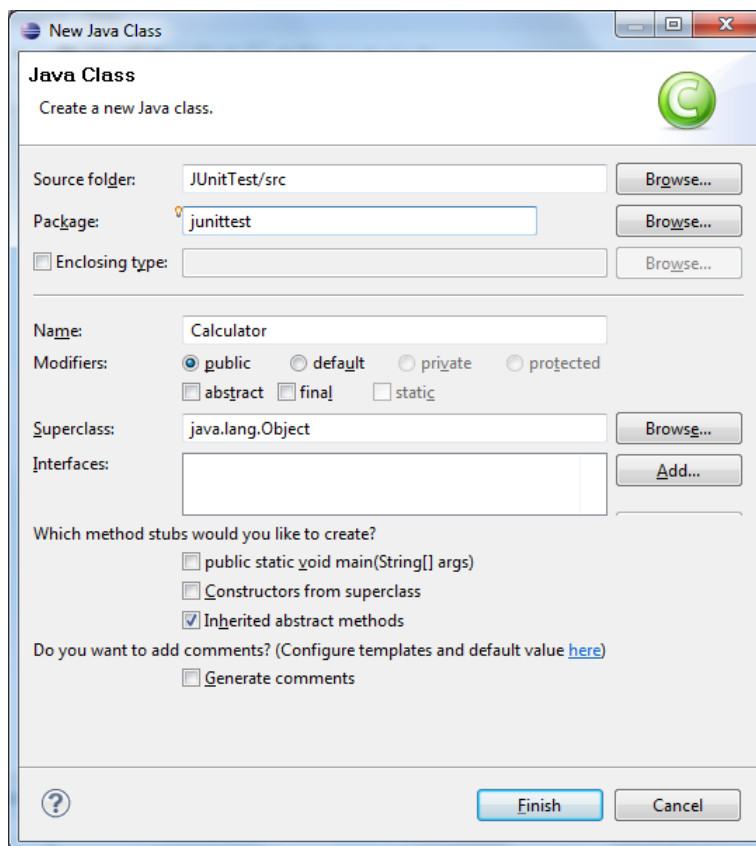 New Java Class
Java Class
Create a new Java class.
Source folder: JUnitTest/src Browse...
Package: junittest Browse...
Enclosing type: Browse...
Name: Calculator
Modifiers: public default private protected
abstract final static
Superclass: java.lang.Object Browse...
Interfaces: Add...
Which method stubs would you like to create?
public static void main(String[] args)
Constructors from superclass
Inherited abstract methods
Do you want to add comments? (Configure templates and default value here)
Generate comments
? Finish Cancel